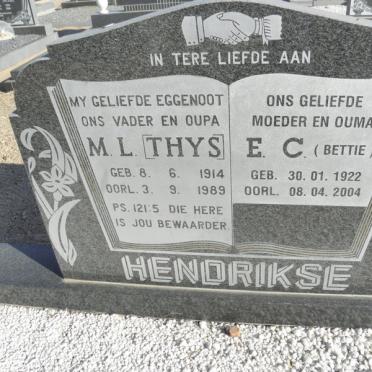 IN TERE LIEFDE AAN
MY GELIEFDE EGGENOOT
ONS VADER EN OUPA
M. L. [THYS]
GEB. 8. 6. 1914
OORL. 3. 9. 1989
PS. 121:5 DIE HERE
IS JOU BEWAARDER
ONS GELIEFDE
MOEDER EN OUMA
E. C. ( BETTIE )
GEB. 30. 01. 1922
OORL. 08. 04. 2004
HENDRIKSE